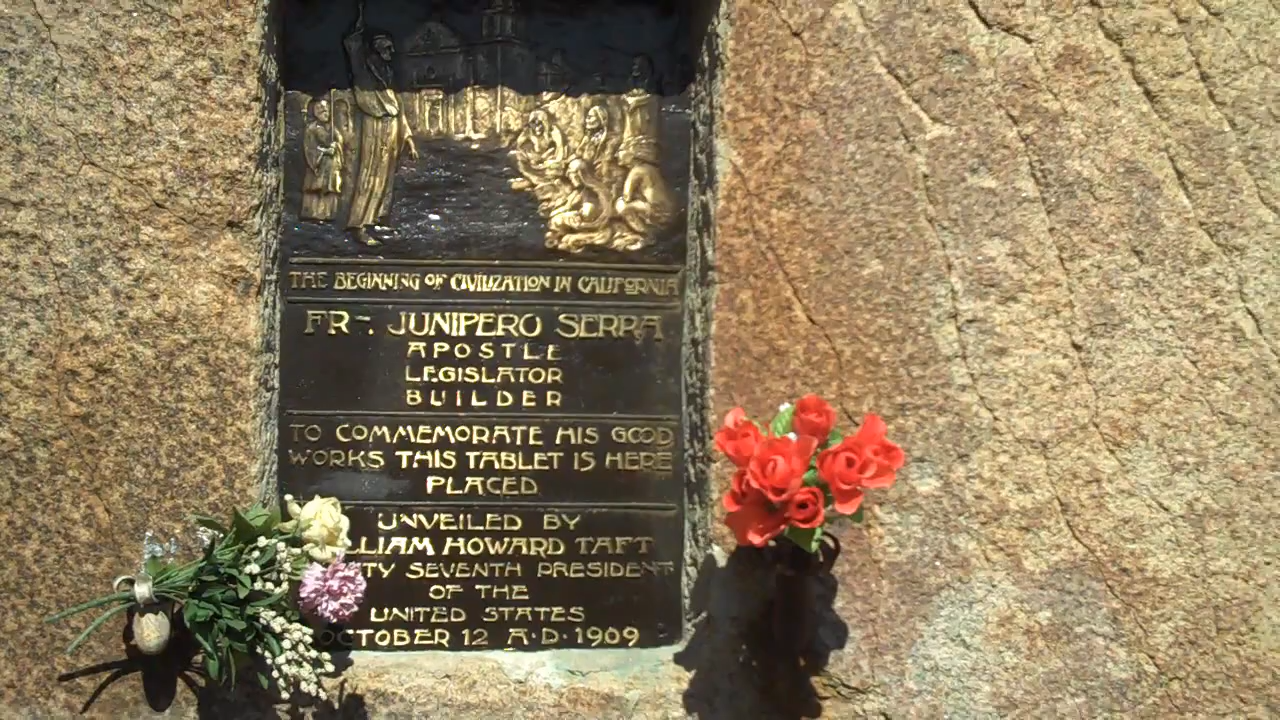 THE BEGINNING OF CIVILIZATION IN CALIFORNIA
FR. JUNIPERO SERRA
APOSTLE
LEGISLATOR
BUILDER
TO COMMEMORATE HIS GOOD
WORKS THIS TABLET IS HERE
PLACED
UNVEILED BY
LLIAM HOWARD TAFT
TY SEVENTH PRESIDENT
OF THE
UNITED STATES
OCTOBER 12 A·D·1909